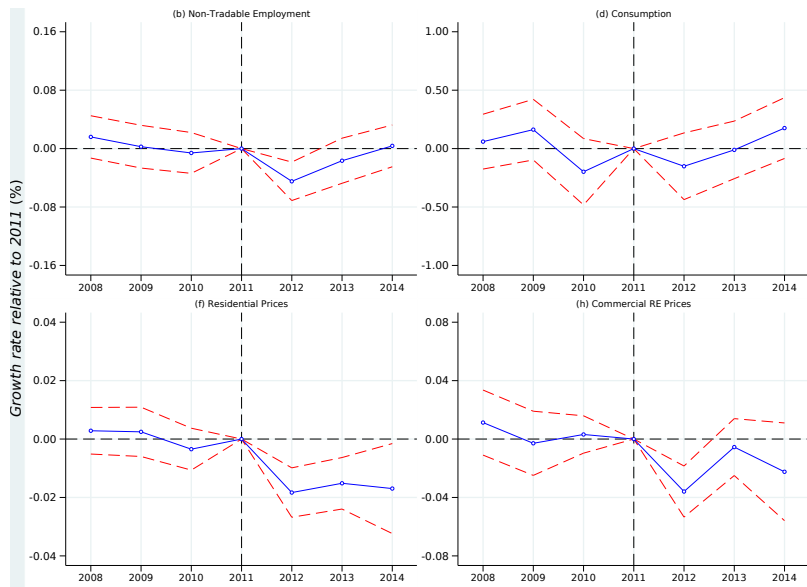 Growth rate relative to 2011 (%)
(b) Non-Tradable Employment
0.16
0.08
0.00
-0.08
-0.16
2008 2009 2010 2011 2012 2013 2014
(d) Consumption
1.00
0.50
0.00
-0.50
-1.00
2008 2009 2010 2011 2012 2013 2014
(f) Residential Prices
0.04
0.02
0.00
-0.02
-0.04
2008 2009 2010 2011 2012 2013 2014
(h) Commercial RE Prices
0.08
0.04
0.00
-0.04
-0.08
2008 2009 2010 2011 2012 2013 2014